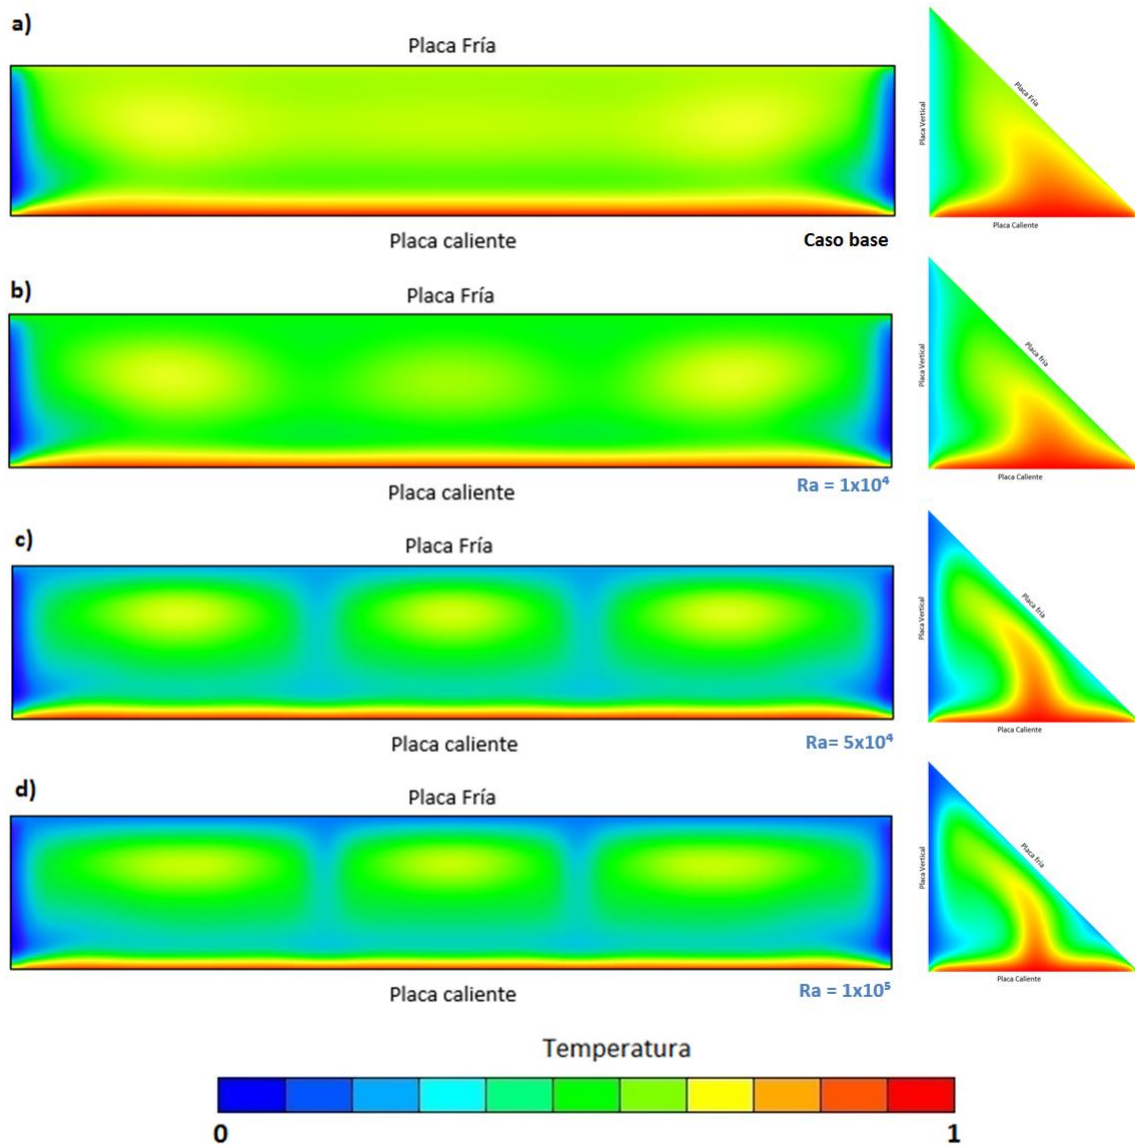 a)
Placa Fría
Placa Vertical
Placa Fría
Placa caliente
Caso base
Placa Caliente
b)
Placa Fría
Placa Vertical
Placa fría
Placa caliente
Ra = 1x10⁴
Placa Caliente
c)
Placa Fría
Placa Vertical
Placa fría
Placa caliente
Ra= 5x10⁴
Placa Caliente
d)
Placa Fría
Placa Vertical
Placa fría
Placa caliente
Ra = 1x10⁵
Placa Caliente
Temperatura
0
1